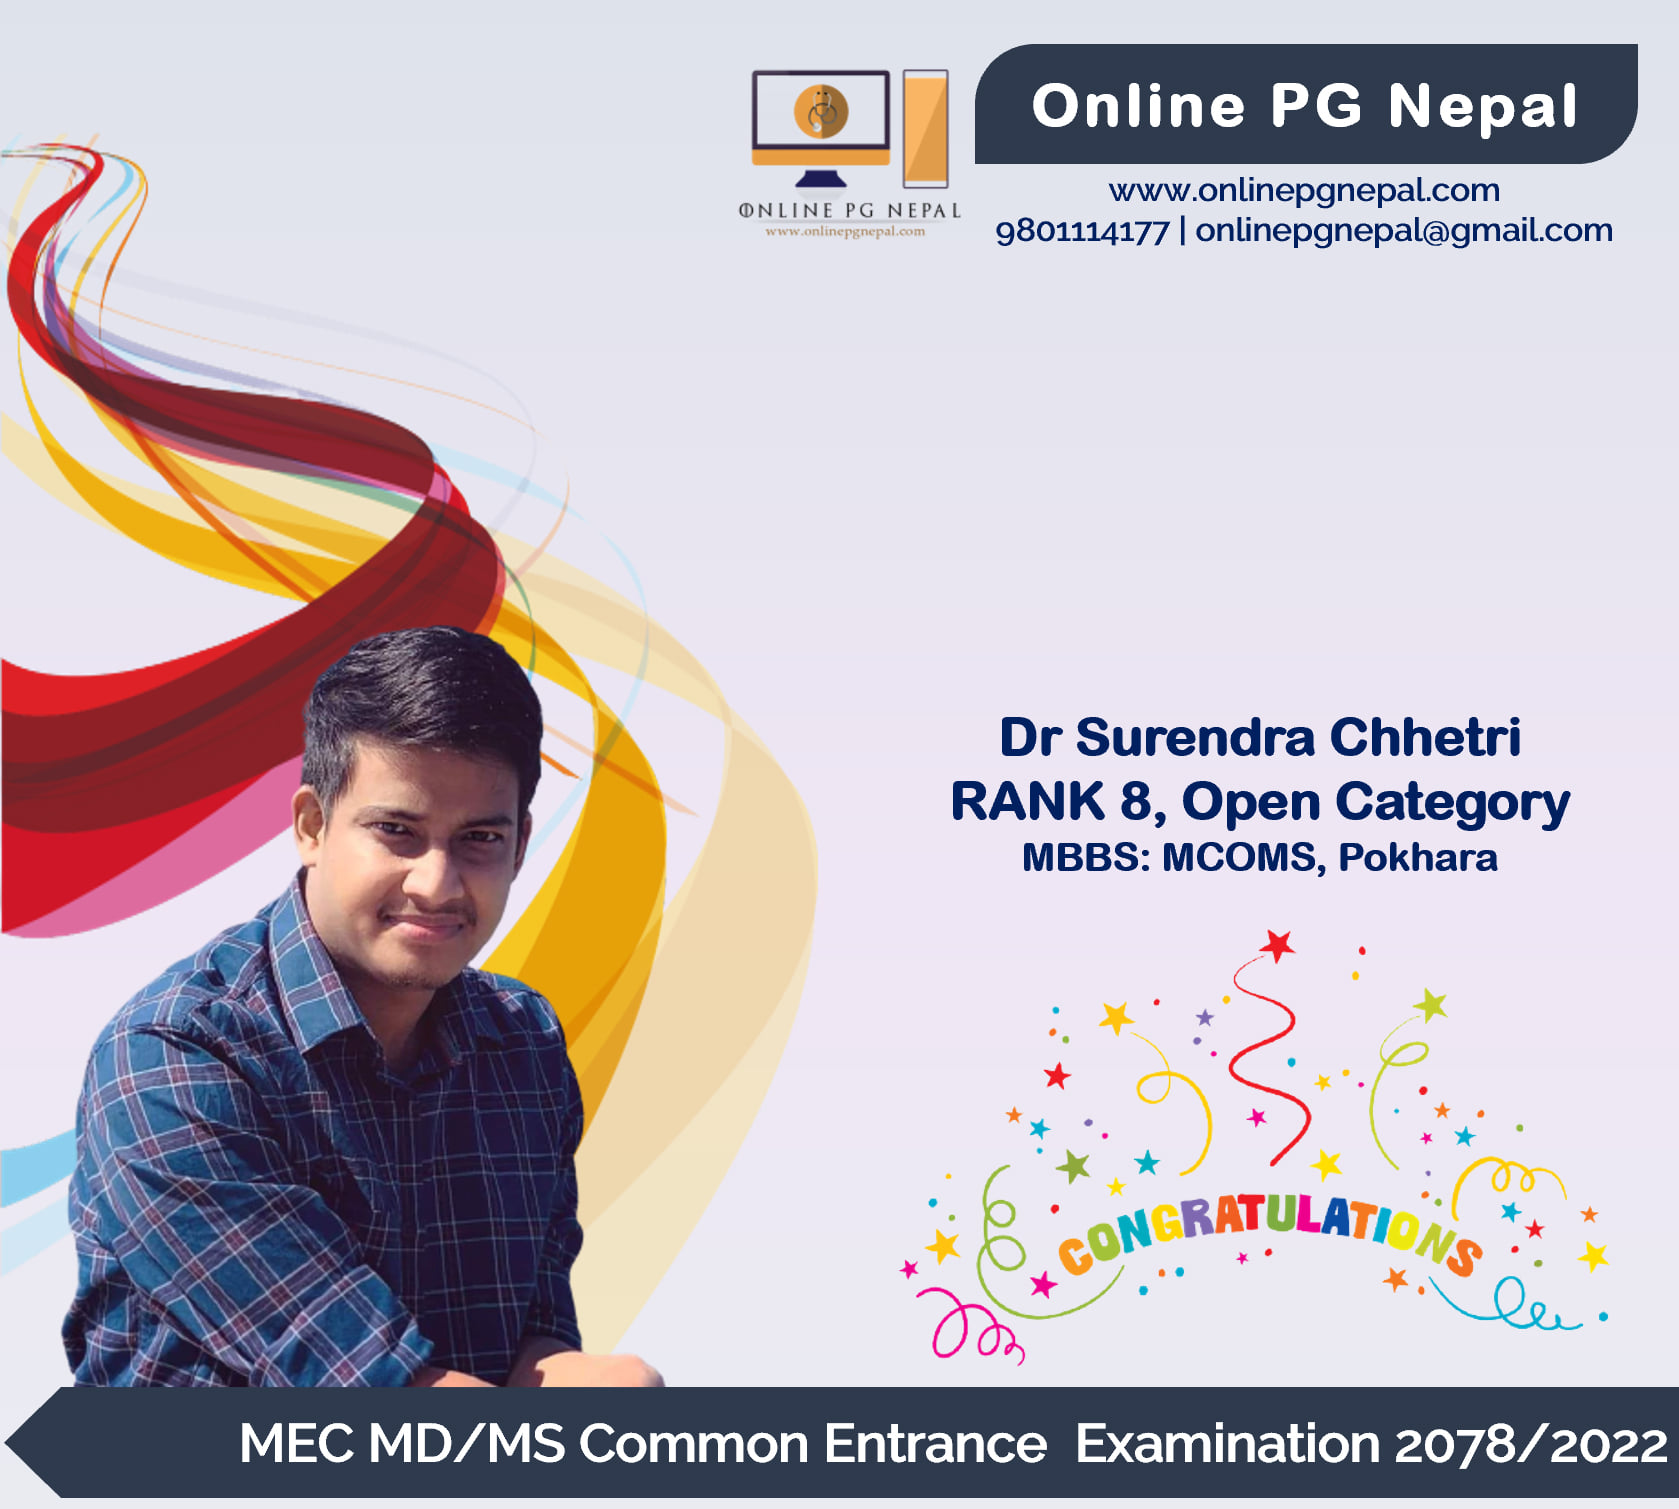 ONLINE PG NEPAL
www.onlinepgnepal.com
Online PG Nepal
www.onlinepgnepal.com
9801114177 | onlinepgnepal@gmail.com
Dr Surendra Chhetri
RANK 8, Open Category
MBBS: MCOMS, Pokhara
CONGRATULATIONS
MEC MD/MS Common Entrance Examination 2078/2022